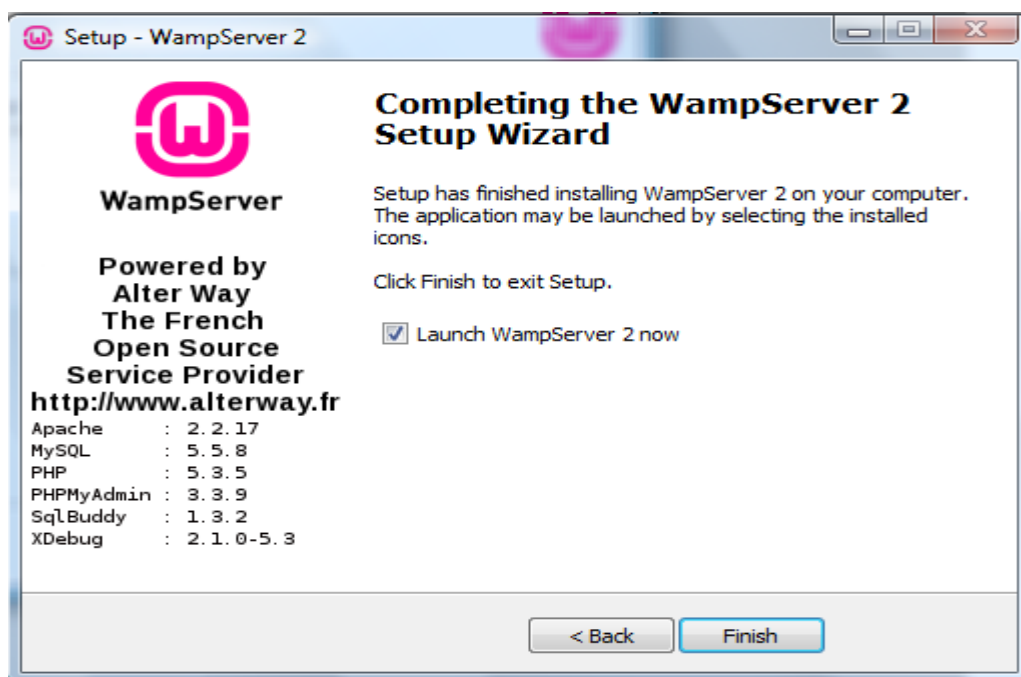 Setup - WampServer 2
WampServer
Powered by
Alter Way
The French
Open Source
Service Provider
http://www.alterway.fr
Apache : 2.2.17
MySQL : 5.5.8
PHP : 5.3.5
PHPMyAdmin : 3.3.9
SqlBuddy : 1.3.2
XDebug : 2.1.0-5.3
Completing the WampServer 2
Setup Wizard
Setup has finished installing WampServer 2 on your computer.
The application may be launched by selecting the installed
icons.
Click Finish to exit Setup.
Launch WampServer 2 now
< Back
Finish